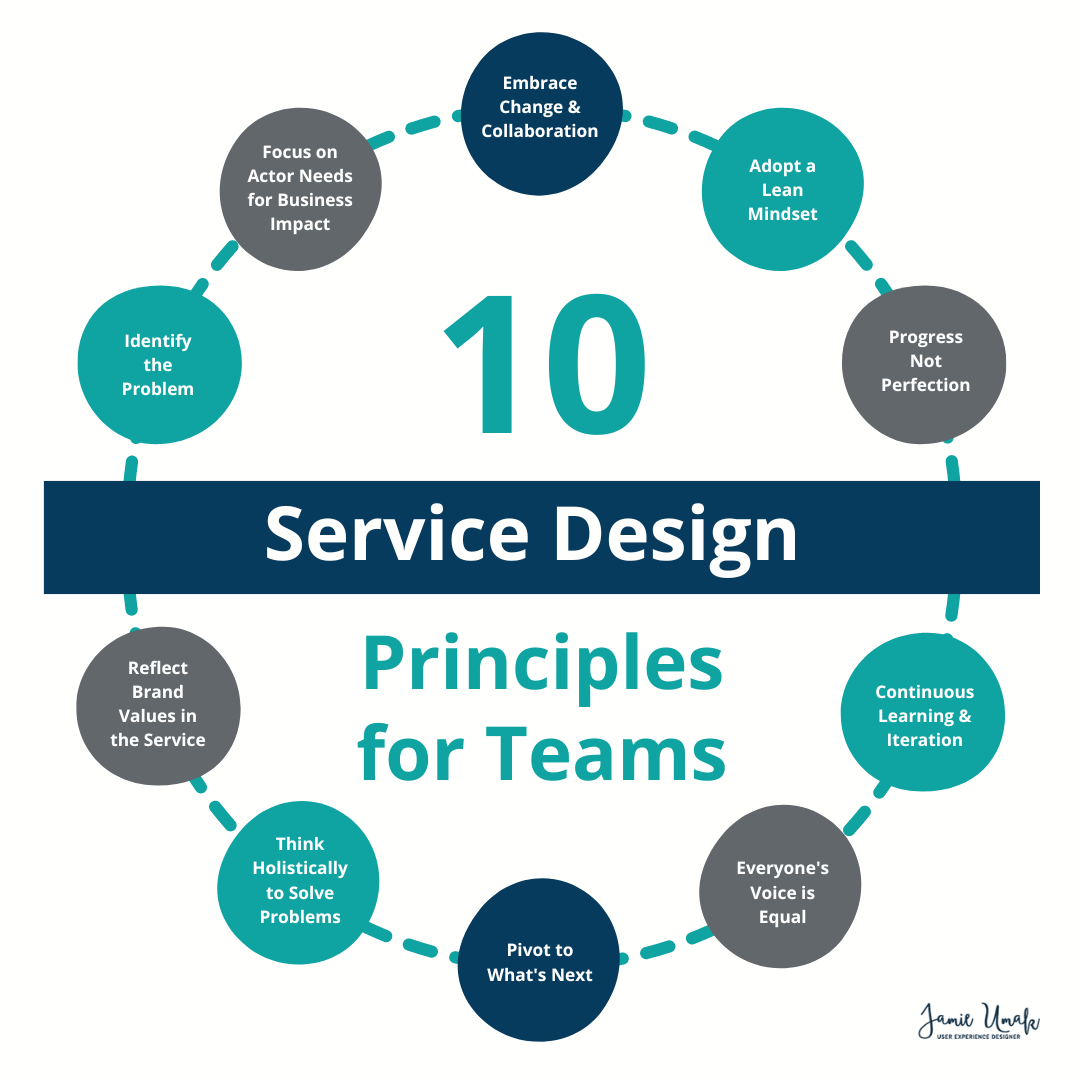 Embrace
Change &
Collaboration
Adopt a
Lean
Mindset
Progress
Not
Perfection
Continuous
Learning &
Iteration
Everyone's
Voice is
Equal
Pivot to
What's Next
Think
Holistically
to Solve
Problems
Reflect
Brand
Values in
the Service
Identify
the
Problem
Focus on
Actor Needs
for Business
Impact
10
Service Design
Principles
for Teams
Jamie Umak
USER EXPERIENCE DESIGNER